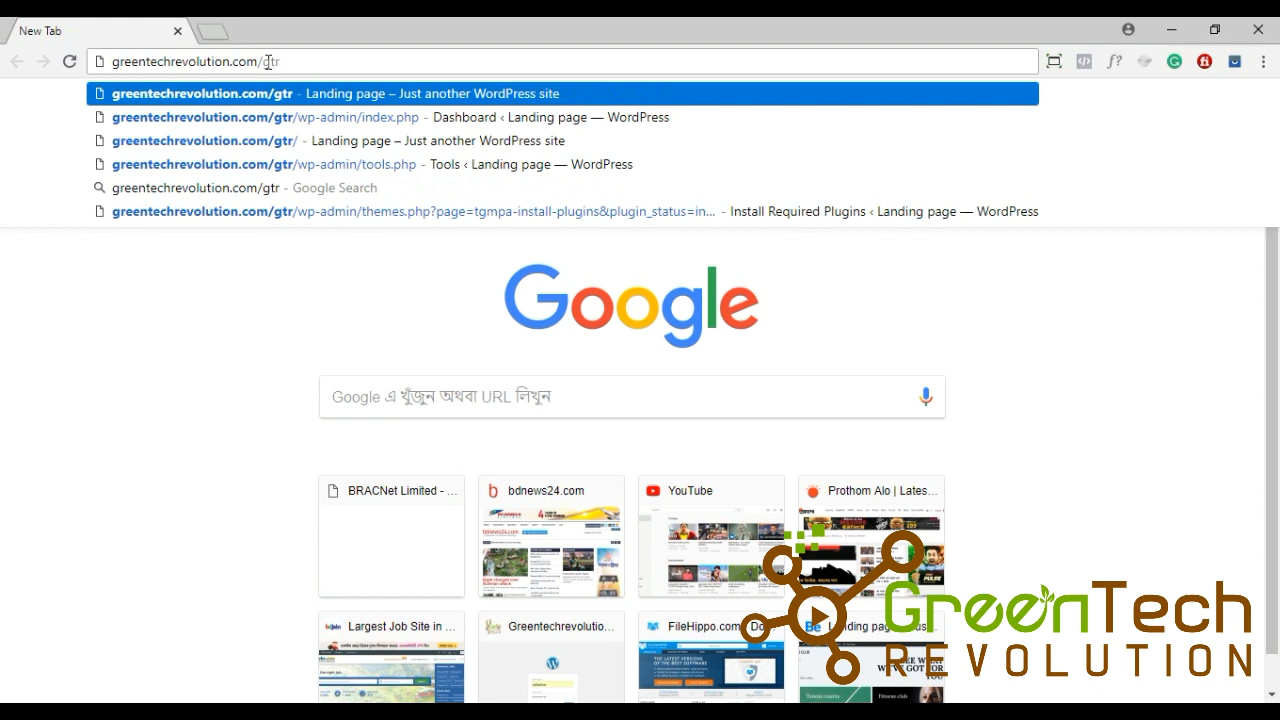 New Tab
greentechrevolution.com/gtr
greentechrevolution.com/gtr - Landing page – Just another WordPress site
greentechrevolution.com/gtr/wp-admin/index.php - Dashboard ‹ Landing page — WordPress
greentechrevolution.com/gtr/ - Landing page – Just another WordPress site
greentechrevolution.com/gtr/wp-admin/tools.php - Tools ‹ Landing page — WordPress
greentechrevolution.com/gtr - Google Search
greentechrevolution.com/gtr/wp-admin/themes.php?page=tgmpa-install-plugins&plugin_status=in... - Install Required Plugins ‹ Landing page — WordPress
Google
Google এ খুঁজুন অথবা URL লিখুন
BRACNet Limited - ...
bdnews24.com
YouTube
Prothom Alo | Lates...
Largest Job Site in ...
Greentechrevolutio...
FileHippo.com
Landing page
GreenTech
REVOLUTION